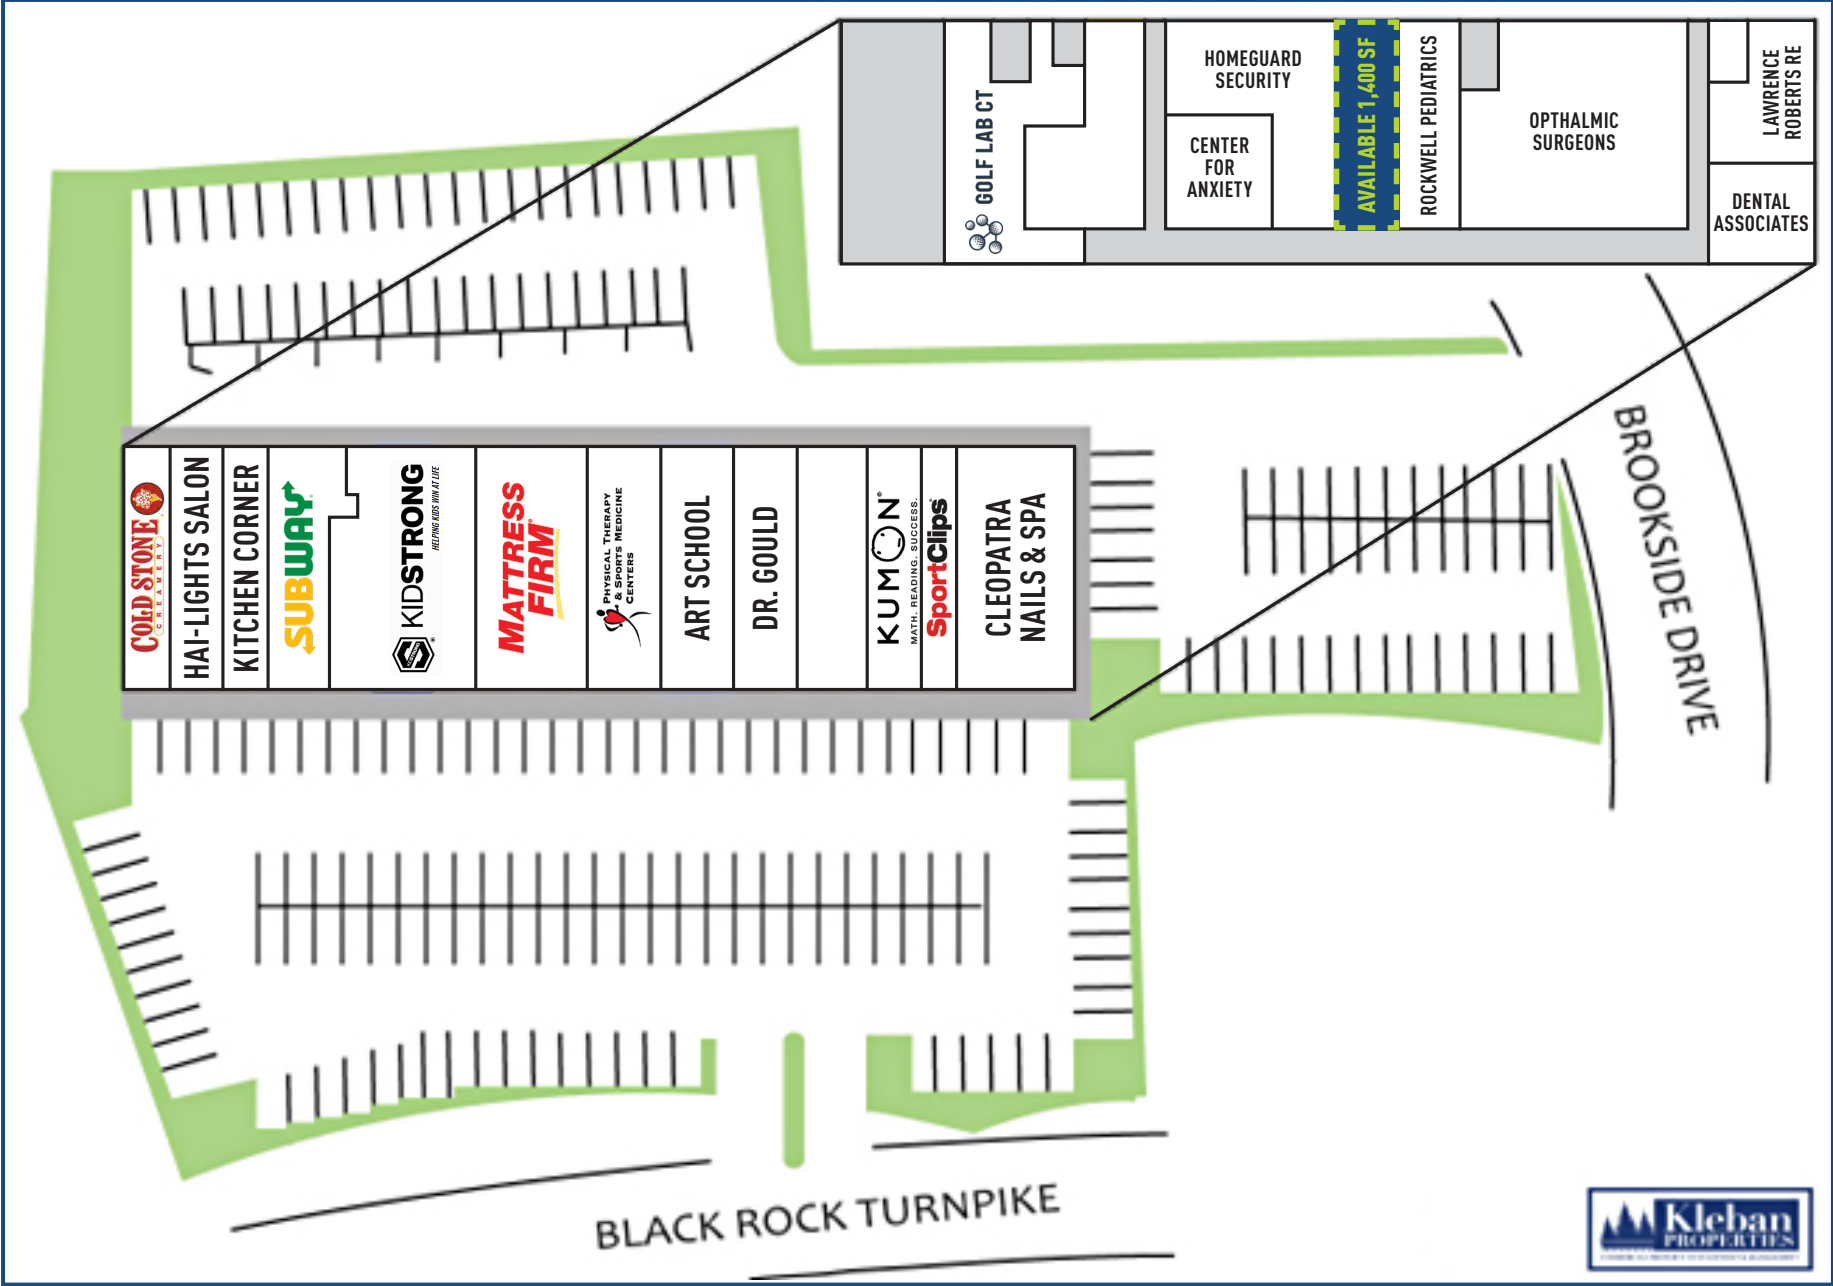 GOLF LAB CT
HOMEGUARD
SECURITY
CENTER
FOR
ANXIETY
AVAILABLE 1,400 SF
ROCKWELL PEDIATRICS
OPTHALMIC
SURGEONS
LAWRENCE
ROBERTS RE
DENTAL
ASSOCIATES
COLD STONE
CREAMERY
HAI-LIGHTS SALON
KITCHEN CORNER
SUBWAY
KIDSTRONG
HELPING KIDS WIN AT LIFE
MATTRESS
FIRM
PHYSICAL THERAPY
& SPORTS MEDICINE
CENTERS
ART SCHOOL
DR. GOULD
KUMON
MATH. READING. SUCCESS.
SportClips
CLEOPATRA
NAILS & SPA
BROOKSIDE DRIVE
BLACK ROCK TURNPIKE
Kleban
PROPERTIES